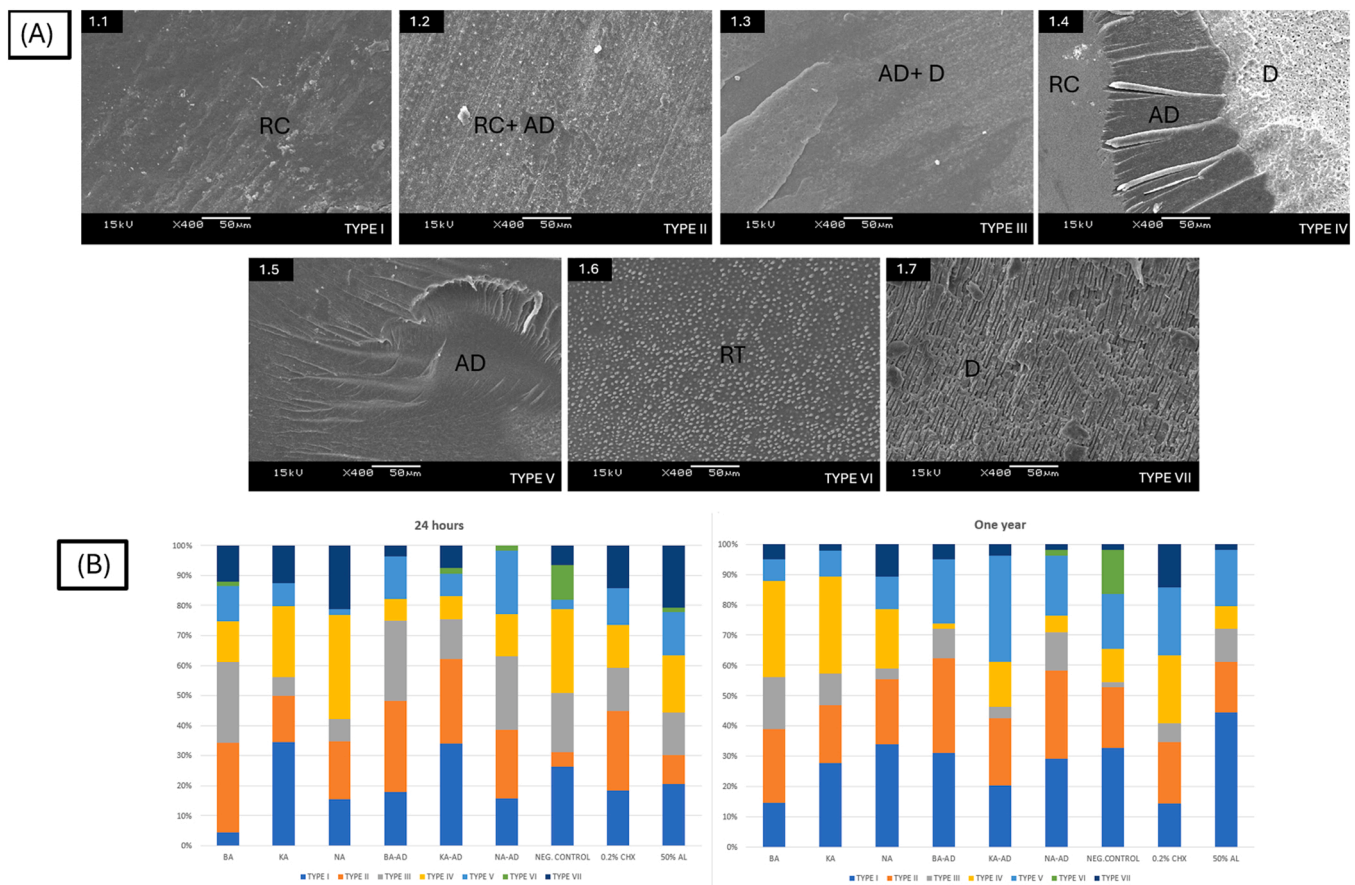 (A)
1.1
RC
15kV X400 50µm TYPE I
1.2
RC+ AD
15kV X400 50µm TYPE II
1.3
AD+ D
15kV X400 50µm TYPE III
1.4
RC
AD
D
15kV X400 50µm TYPE IV
1.5
AD
15kV X400 50µm TYPE V
1.6
RT
15kV X400 50µm TYPE VI
1.7
D
15kV X400 50µm TYPE VII
(B)
24 hours
100%
90%
80%
70%
60%
50%
40%
30%
20%
10%
0%
BA KA NA BA-AD KA-AD NA-AD NEG. CONTROL 0.2% CHX 50% AL
TYPE I TYPE II TYPE III TYPE IV TYPE V TYPE VI TYPE VII
One year
100%
90%
80%
70%
60%
50%
40%
30%
20%
10%
0%
BA KA NA BA-AD KA-AD NA-AD NEG.CONTROL 0.2% CHX 50% AL
TYPE I TYPE II TYPE III TYPE IV TYPE V TYPE VI TYPE VII